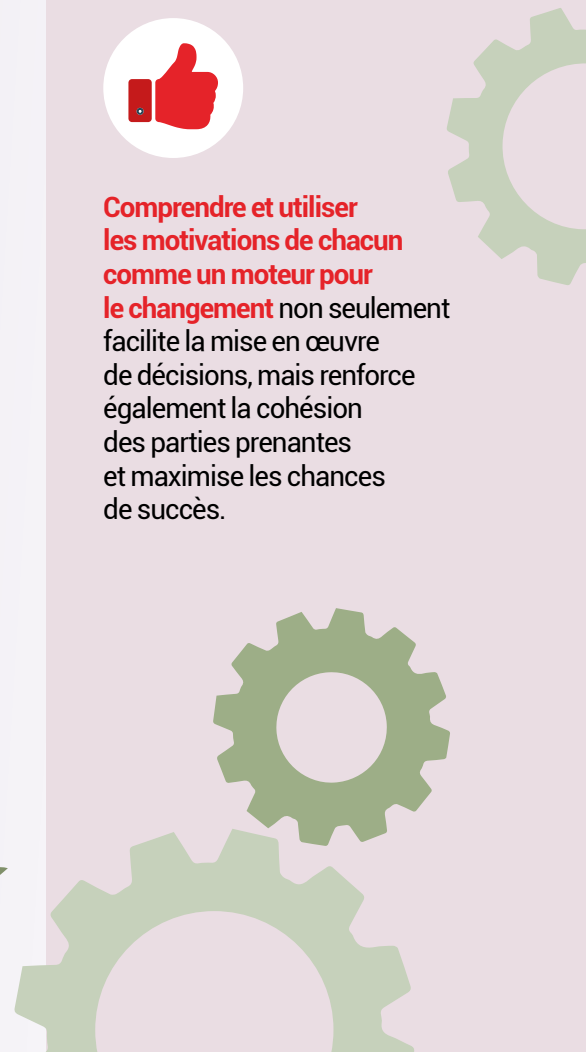 Comprendre et utiliser
les motivations de chacun
comme un moteur pour
le changement non seulement
facilite la mise en œuvre
de décisions, mais renforce
également la cohésion
des parties prenantes
et maximise les chances
de succès.